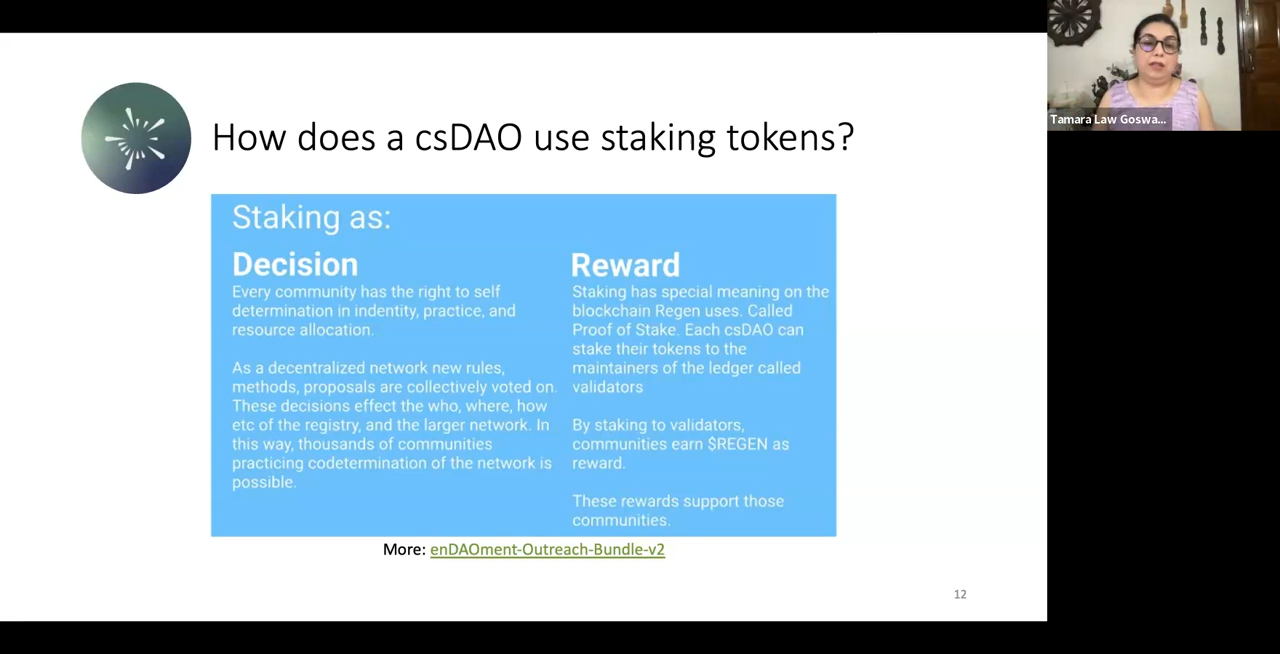 How does a csDAO use staking tokens?
Staking as:
Decision
Every community has the right to self
determination in indentity, practice, and
resource allocation.
As a decentralized network new rules,
methods, proposals are collectively voted on.
These decisions effect the who, where, how
etc of the registry, and the larger network. In
this way, thousands of communities
practicing codetermination of the network is
possible.
Reward
Staking has special meaning on the
blockchain Regen uses. Called
Proof of Stake. Each csDAO can
stake their tokens to the
maintainers of the ledger called
validators
By staking to validators,
communities earn $REGEN as
reward.
These rewards support those
communities.
More: enDAOment-Outreach-Bundle-v2
12
Tamara Law Goswa...